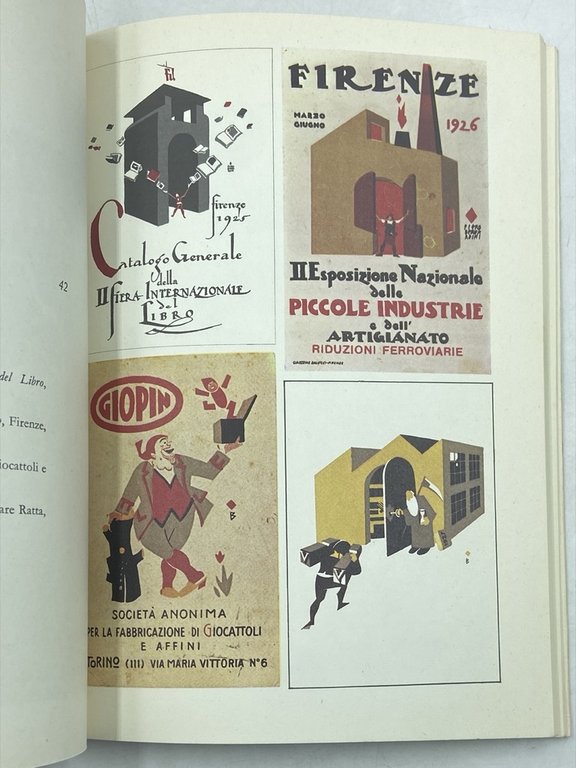 del Libro,
, Firenze,
iocattoli e
are Ratta,
42
fil
firenze
1925
Catalogo Generale
della
II Fiera Internazionale
del
Libro
FIRENZE
MARZO
GIUGNO
1926
II Esposizione Nazionale
delle
PICCOLE INDUSTRIE
e dell'
ARTIGIANATO
RIDUZIONI FERROVIARIE
GIOPIN
B
SOCIETÀ ANONIMA
PER LA FABBRICAZIONE DI GIOCATTOLI
E AFFINI
TORINO (III) VIA MARIA VITTORIA N° 6
B